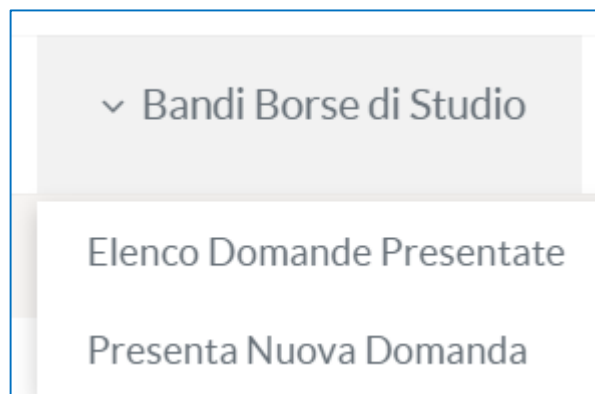 Bandi Borse di Studio
Elenco Domande Presentate
Presenta Nuova Domanda